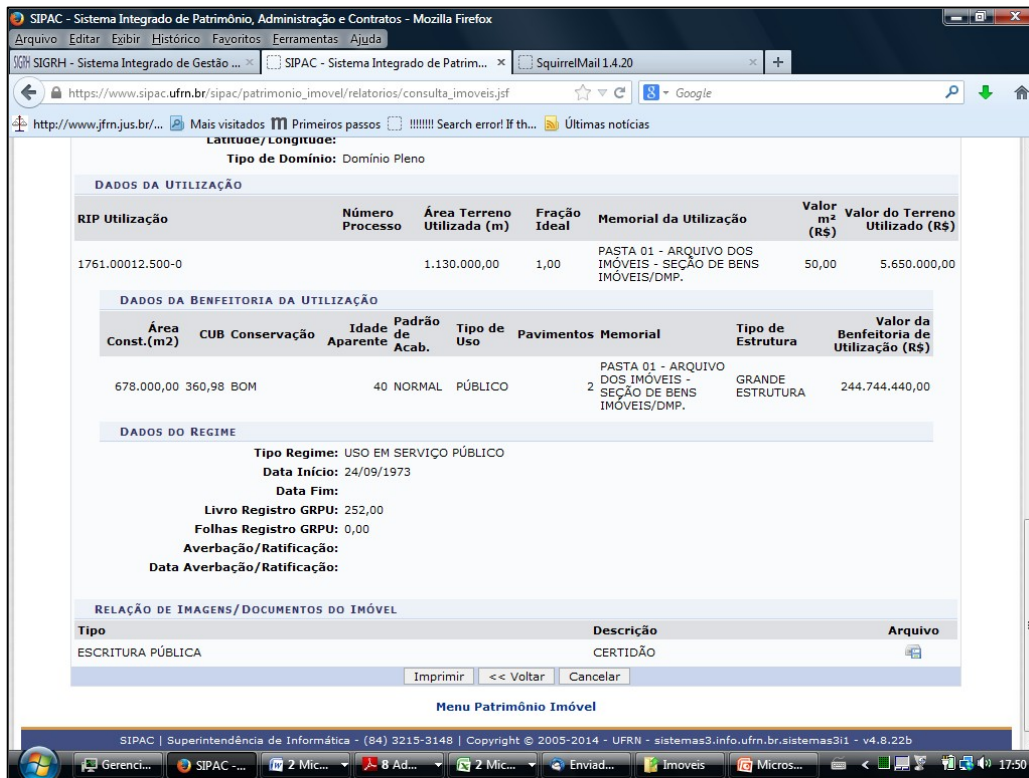 SIPAC - Sistema Integrado de Patrimônio, Administração e Contratos - Mozilla Firefox
Arquivo Editar Exibir Histórico Favoritos Ferramentas Ajuda
SIGRH - Sistema Integrado de Gestão ... × SIPAC - Sistema Integrado de Patrim... × SquirrelMail 1.4.20 × +
https://www.sipac.ufrn.br/sipac/patrimonio_imovel/relatorios/consulta_imoveis.jsf Google
http://www.jfrn.jus.br/... Mais visitados Primeiros passos !!!!!!!! Search error! If th... Últimas notícias
Latitude/Longitude:
Tipo de Domínio: Domínio Pleno
DADOS DA UTILIZAÇÃO
RIP Utilização Número Processo Área Terreno Utilizada (m) Fração Ideal Memorial da Utilização Valor m² (R$) Valor do Terreno Utilizado (R$)
1761.00012.500-0 1.130.000,00 1,00 PASTA 01 - ARQUIVO DOS IMÓVEIS - SEÇÃO DE BENS IMÓVEIS/DMP. 50,00 5.650.000,00
DADOS DA BENFEITORIA DA UTILIZAÇÃO
Área Const.(m2) CUB Conservação Idade Aparente Padrão de Acab. Tipo de Uso Pavimentos Memorial Tipo de Estrutura Valor da Benfeitoria de Utilização (R$)
678.000,00 360,98 BOM 40 NORMAL PÚBLICO 2 PASTA 01 - ARQUIVO DOS IMÓVEIS - SEÇÃO DE BENS IMÓVEIS/DMP. GRANDE ESTRUTURA 244.744.440,00
DADOS DO REGIME
Tipo Regime: USO EM SERVIÇO PÚBLICO
Data Início: 24/09/1973
Data Fim:
Livro Registro GRPU: 252,00
Folhas Registro GRPU: 0,00
Averbação/Ratificação:
Data Averbação/Ratificação:
RELAÇÃO DE IMAGENS/DOCUMENTOS DO IMÓVEL
Tipo Descrição Arquivo
ESCRITURA PÚBLICA CERTIDÃO
Imprimir << Voltar Cancelar
Menu Patrimônio Imóvel
SIPAC | Superintendência de Informática - (84) 3215-3148 | Copyright © 2005-2014 - UFRN - sistemas3.info.ufrn.br.sistemas3i1 - v4.8.22b
Gerenci... SIPAC -... 2 Mic... 8 Ad... 2 Mic... Enviad... Imoveis Micros... 17:50